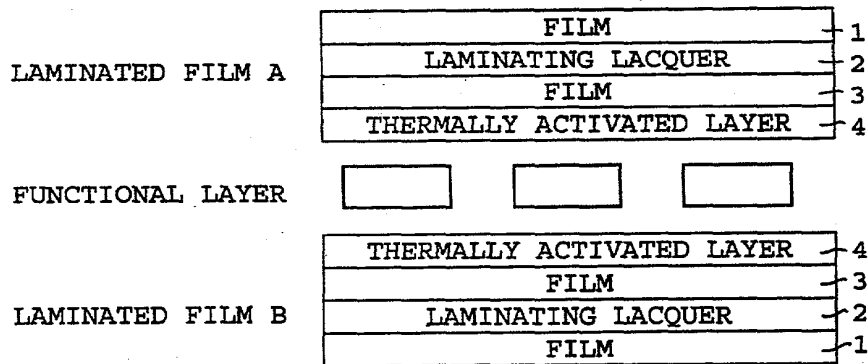 FILM 1
LAMINATING LACQUER 2
LAMINATED FILM A
FILM 3
THERMALLY ACTIVATED LAYER 4
FUNCTIONAL LAYER
THERMALLY ACTIVATED LAYER 4
FILM 3
LAMINATED FILM B
LAMINATING LACQUER 2
FILM 1